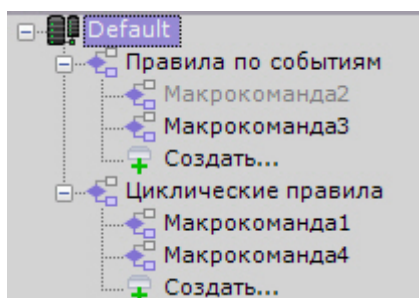 Default
Правила по событиям
Макрокоманда2
Макрокоманда3
Создать...
Циклические правила
Макрокоманда1
Макрокоманда4
Создать...